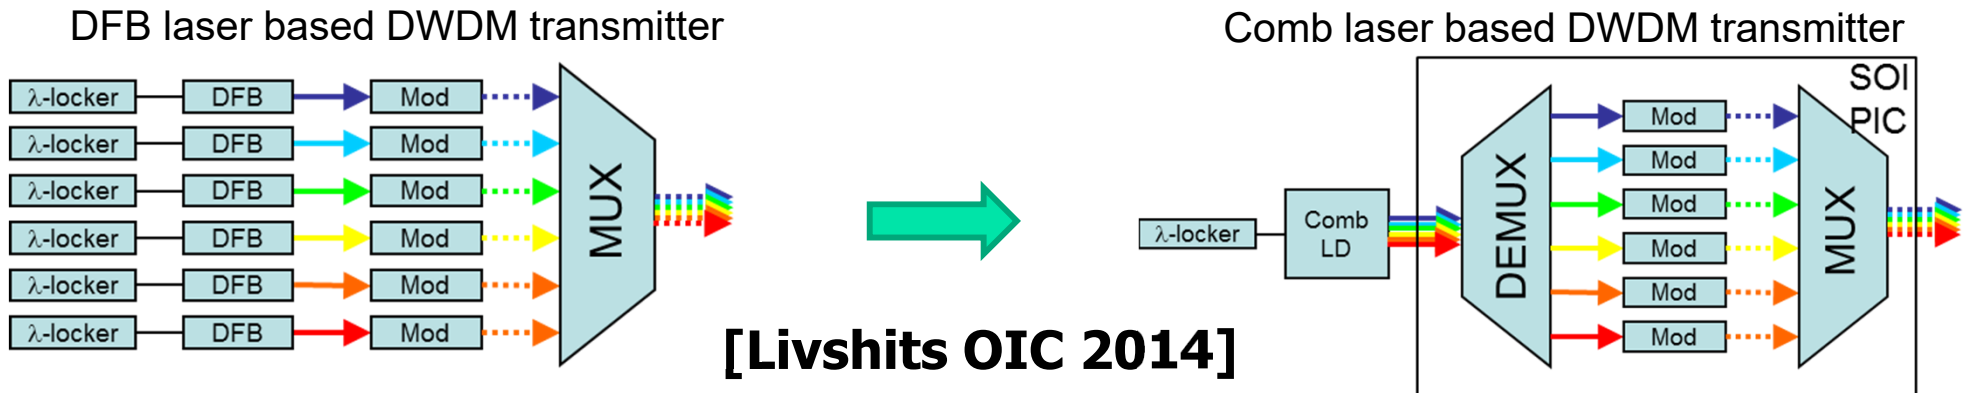 DFB laser based DWDM transmitter
λ-locker DFB Mod
λ-locker DFB Mod
λ-locker DFB Mod
λ-locker DFB Mod
λ-locker DFB Mod
λ-locker DFB Mod
MUX
Comb laser based DWDM transmitter
SOI
PIC
λ-locker
Comb
LD
DEMUX
Mod
Mod
Mod
Mod
Mod
Mod
MUX
[Livshits OIC 2014]